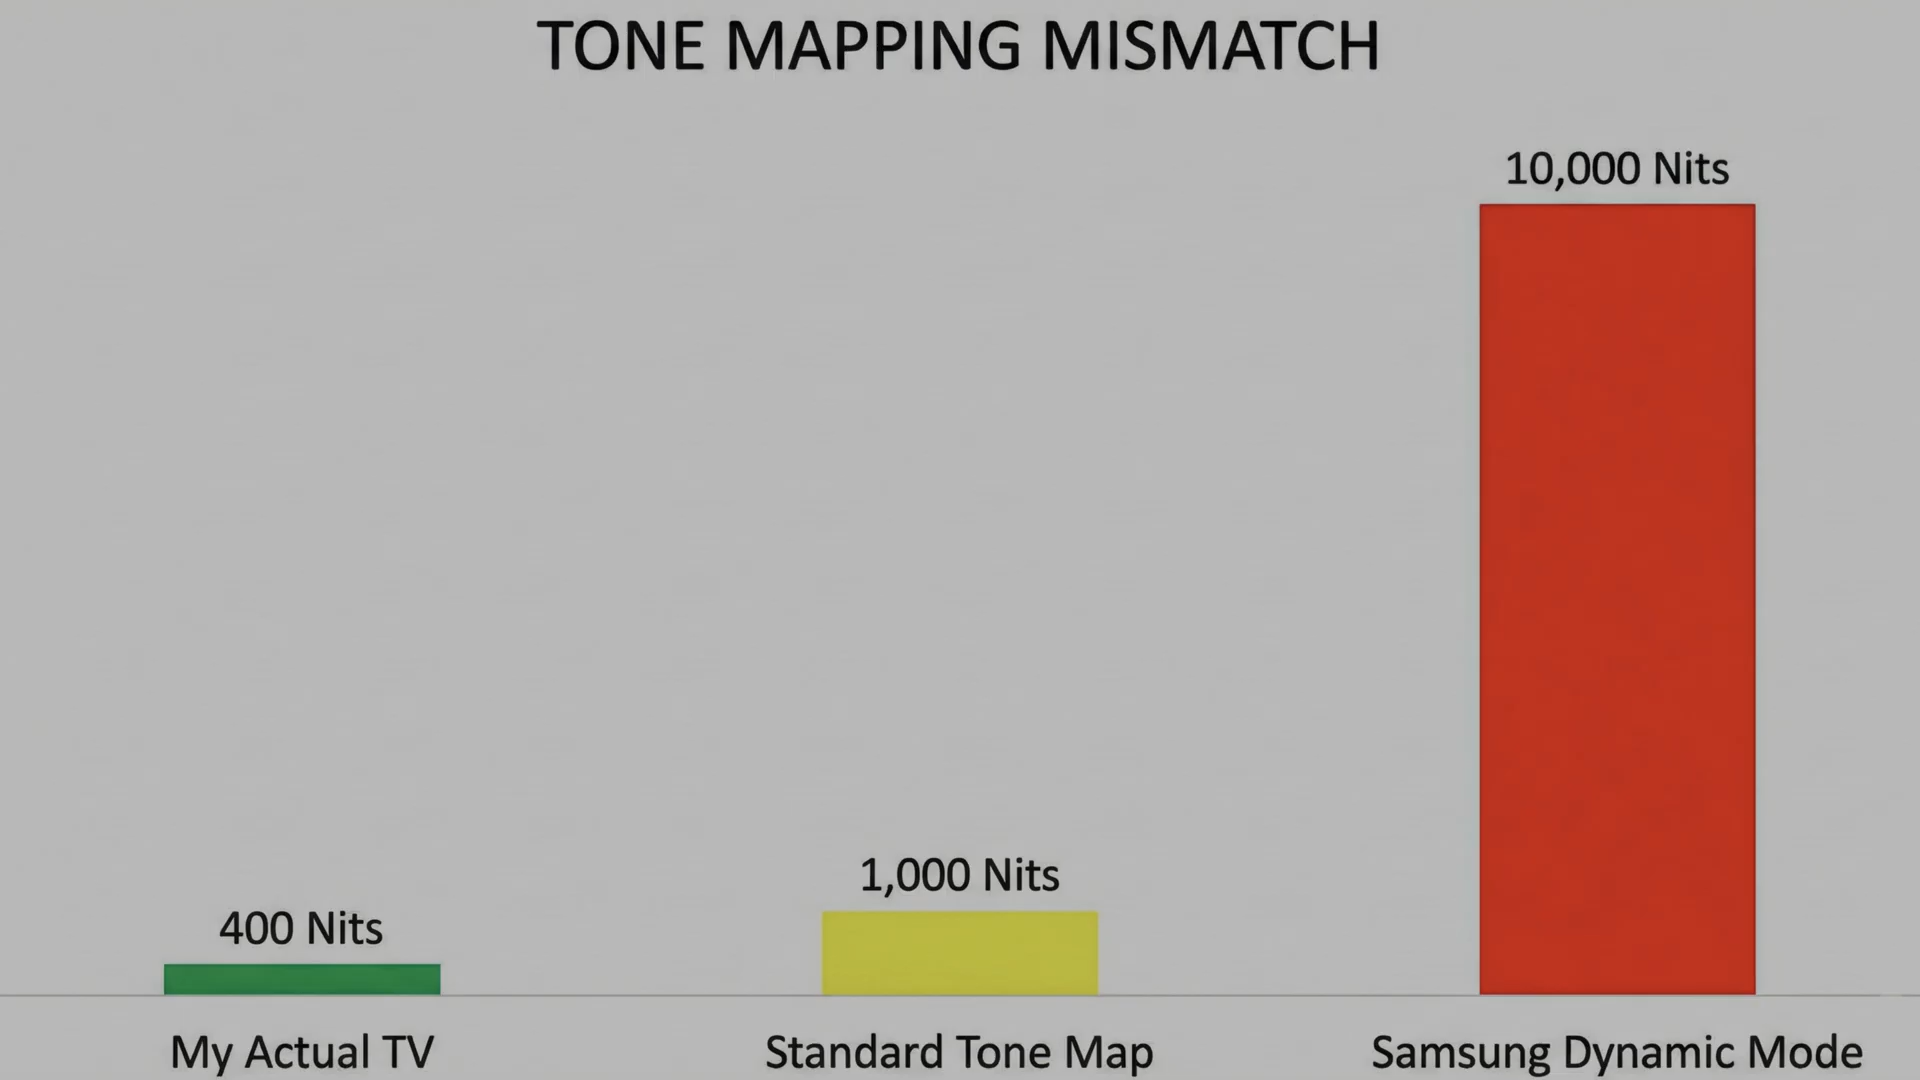 TONE MAPPING MISMATCH
10,000 Nits
1,000 Nits
400 Nits
My Actual TV
Standard Tone Map
Samsung Dynamic Mode